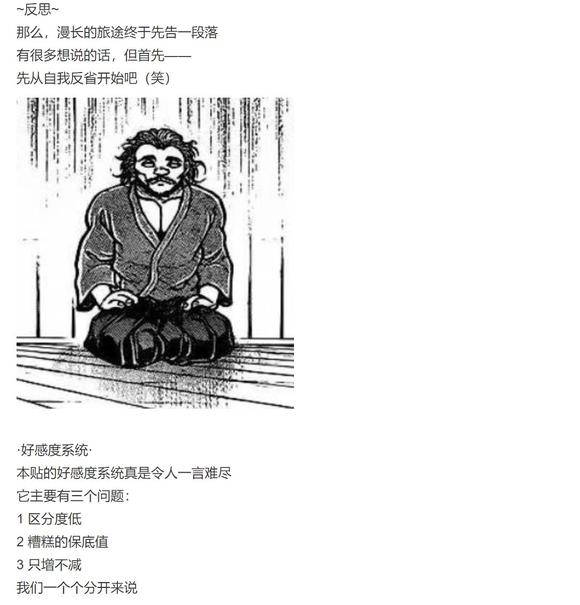 ~反思~
那么，漫长的旅途终于先告一段落
有很多想说的话，但首先——
先从自我反省开始吧（笑）
·好感度系统·
本贴的好感度系统真是令人一言难尽
它主要有三个问题：
1 区分度低
2 糟糕的保底值
3 只增不减
我们一个个分开来说